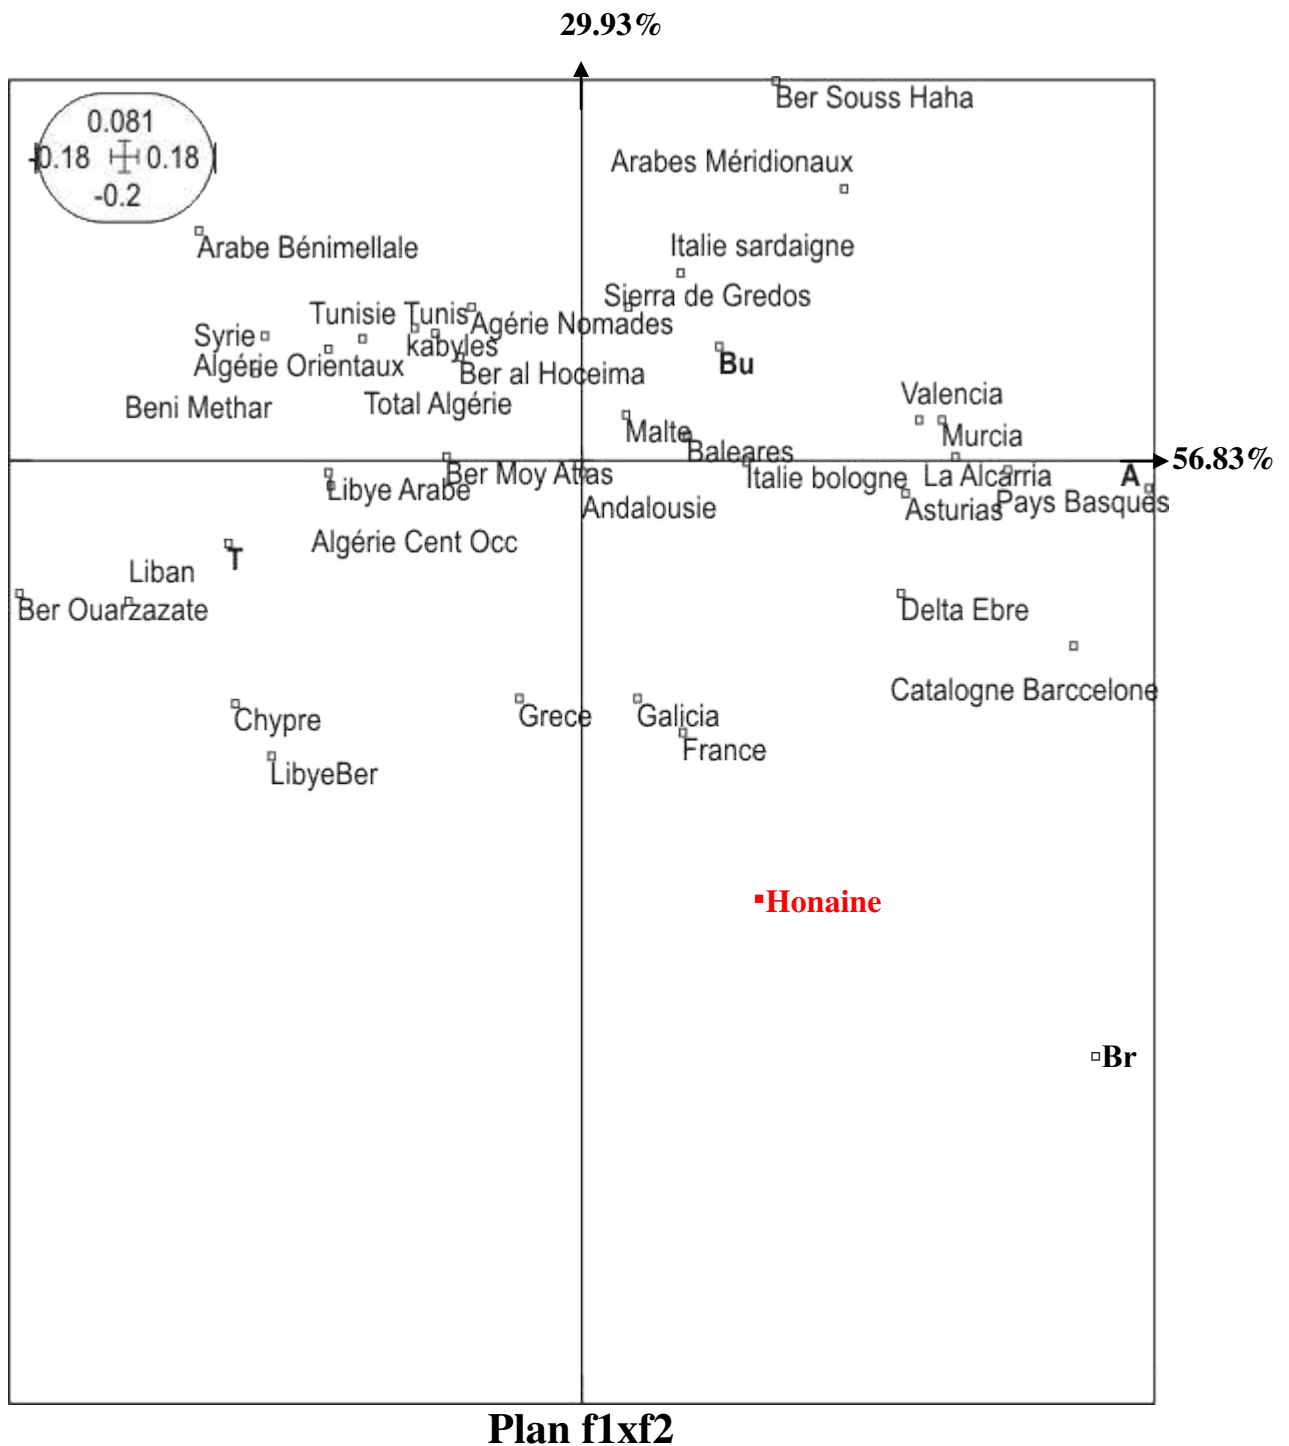 29.93%
Ber Souss Haha
0.081
-0.18 0.18
-0.2
Arabes Méridionaux
Arabe Bénimellale
Italie sardaigne
Sierra de Gredos
Tunisie Tunis
Agérie Nomades
Syrie
kabyles
Algérie Orientaux
Bu
Ber al Hoceima
Beni Methar
Total Algérie
Valencia
Malte
Murcia
Baleares
56.83%
Ber Moy Atlas
Italie bologne
La Alcarria
A
Libye Arabe
Andalousie
Asturias
Pays Basques
Algérie Cent Occ
T
Liban
Ber Ouarzazate
Delta Ebre
Catalogne Barccelone
Chypre
Grece
Galicia
France
LibyeBer
Honaine
Br
Plan f1xf2